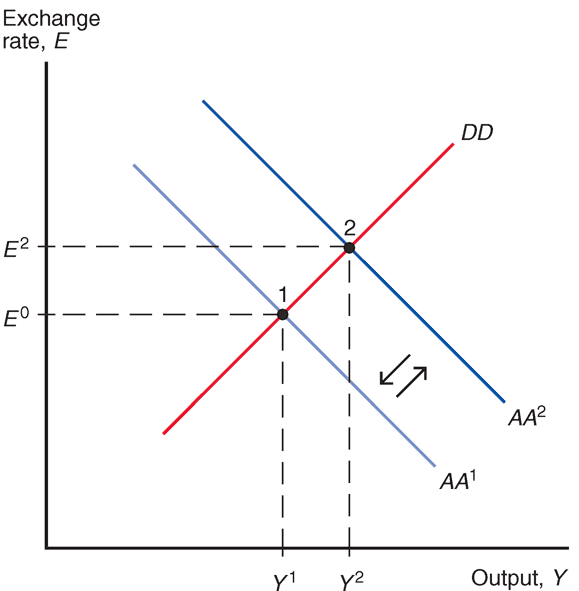 Exchange
rate, E
DD
2
E²
1
E⁰
AA²
AA¹
Y¹
Y²
Output, Y